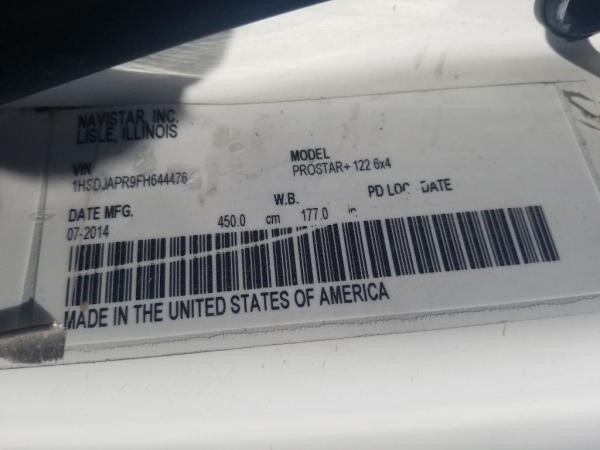 NAVISTAR, INC.
LISLE, ILLINOIS
VIN MODEL
1HSDJAPR9FH644476 PROSTAR+ 122 6x4
DATE MFG. W.B. PD LOC DATE
07-2014 450.0 cm 177.0 in
MADE IN THE UNITED STATES OF AMERICA